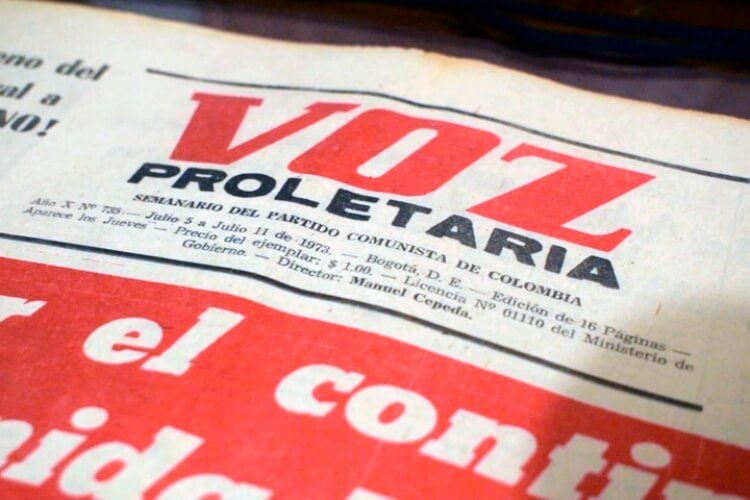 eno del
al a
NO!
VOZ
PROLETARIA
SEMANARIO DEL PARTIDO COMUNISTA DE COLOMBIA
Año X Nº 735 — Julio 5 a Julio 11 de 1973. — Bogotá, D. E. — Edición de 16 Páginas —
Aparece los Jueves — Precio del ejemplar: $ 1.00. — Licencia Nº 01110 del Ministerio de
Gobierno. — Director: Manuel Cepeda.
r el conti
nida